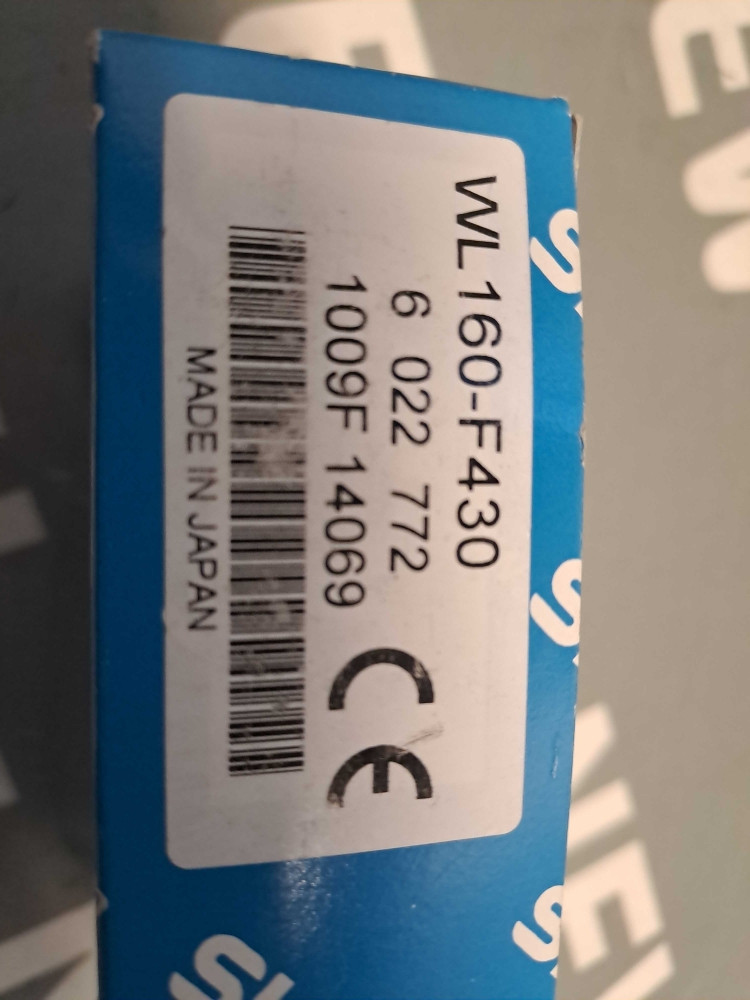 WL160-F430
6 022 772
1009F 14069
CE
MADE IN JAPAN